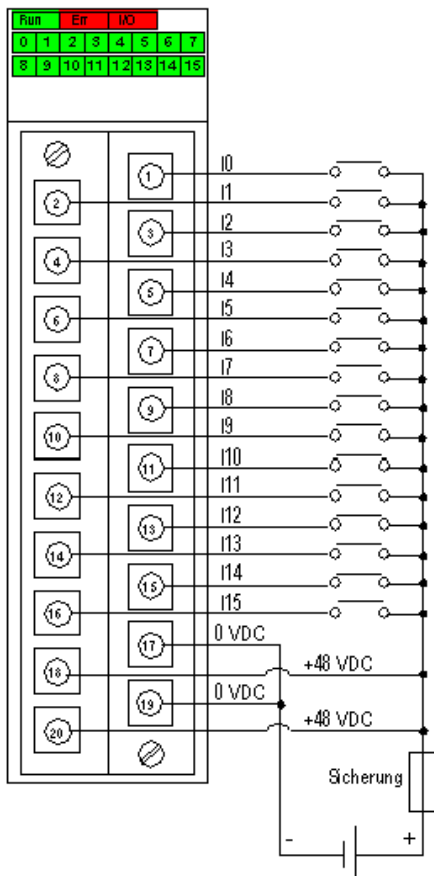 Run Err I/O
0 1 2 3 4 5 6 7
8 9 10 11 12 13 14 15
1 I0
2 I1
3 I2
4 I3
5 I4
6 I5
7 I6
8 I7
9 I8
10 I9
11 I10
12 I11
13 I12
14 I13
15 I14
16 I15
17 0 VDC
18 +48 VDC
19 0 VDC
20 +48 VDC
Sicherung
- +